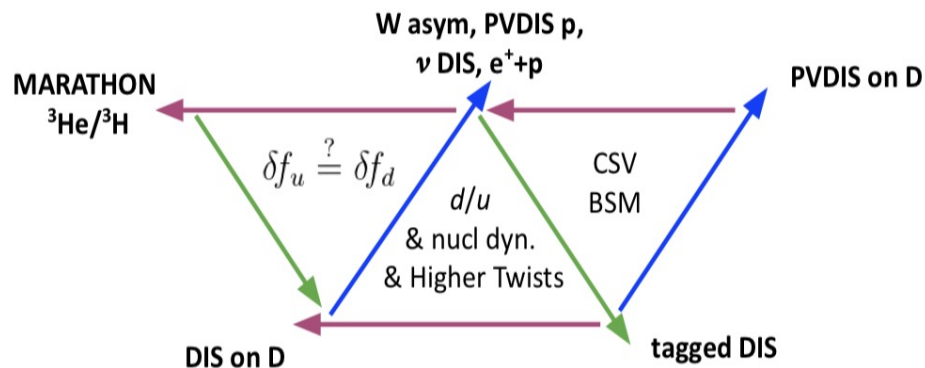 W asym, PVDIS p,
ν DIS, e⁺+p
MARATHON
³He/³H
PVDIS on D
δf_u ≟ δf_d
CSV
BSM
d/u
& nucl dyn.
& Higher Twists
DIS on D
tagged DIS